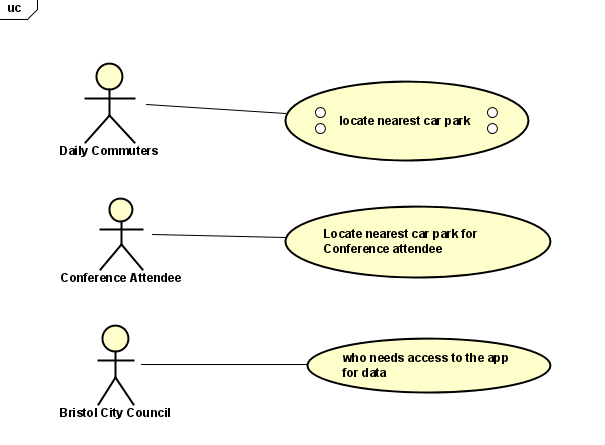 uc
locate nearest car park
Daily Commuters
Locate nearest car park for
Conference attendee
Conference Attendee
who needs access to the app
for data
Bristol City Council